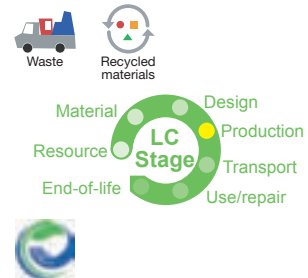 Waste
Recycled
materials
Material
Design
LC
Stage
Production
Resource
Transport
End-of-life
Use/repair